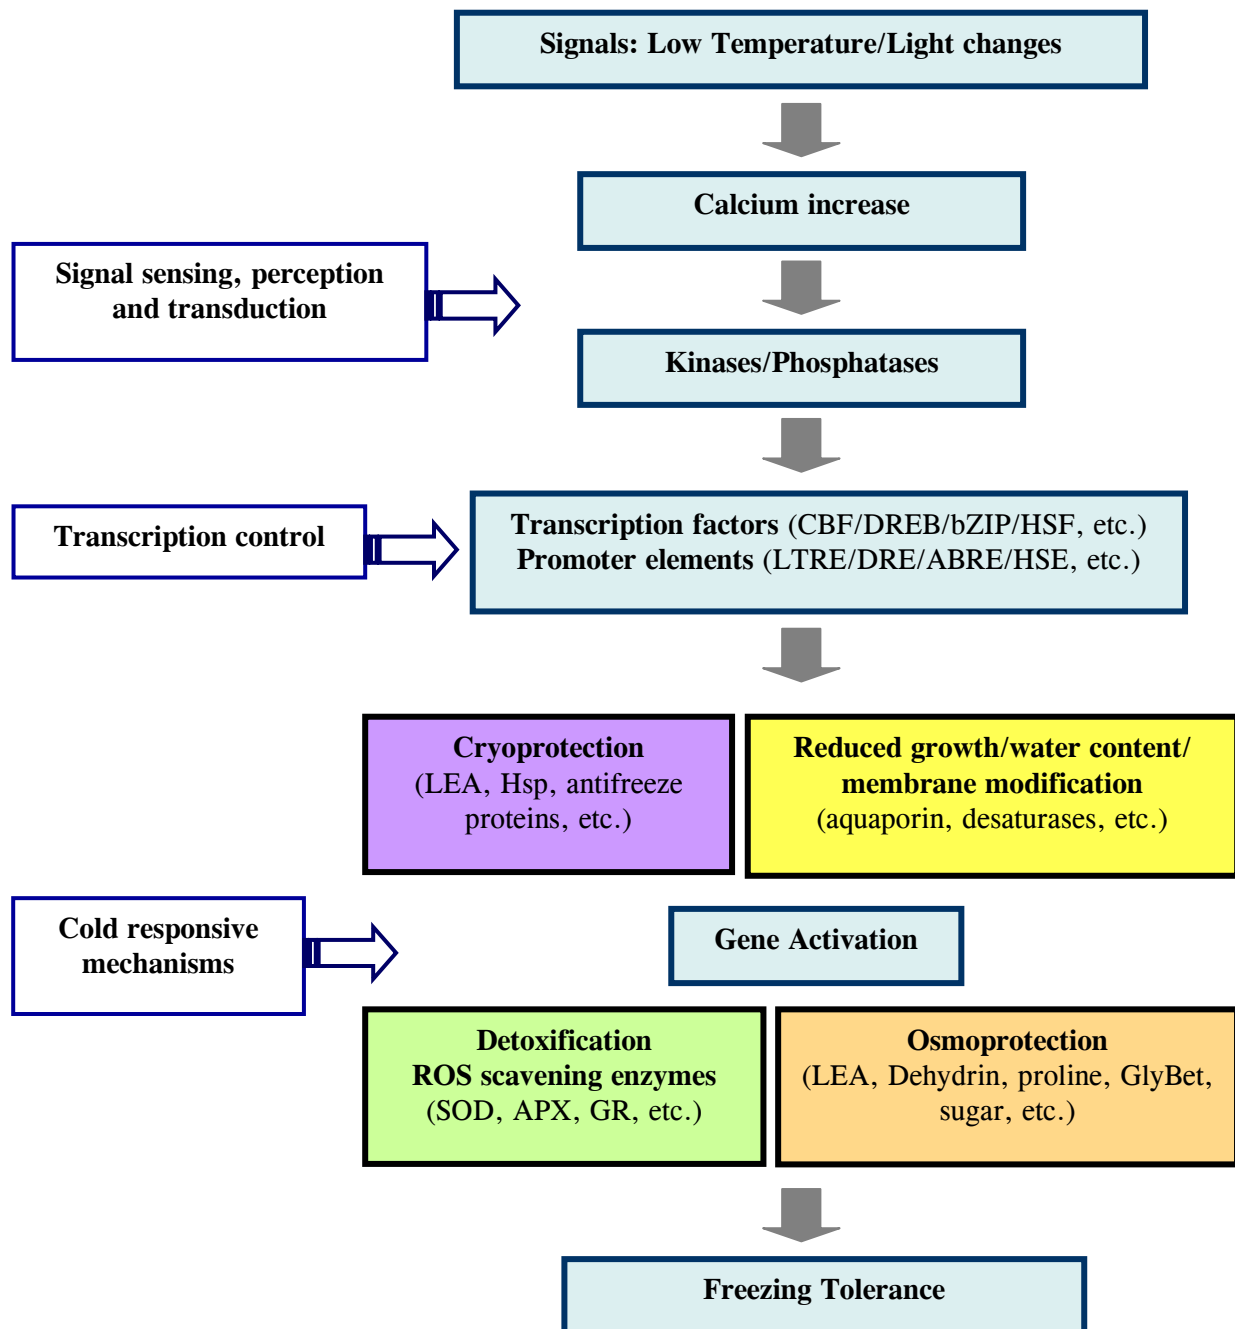 Signals: Low Temperature/Light changes
Calcium increase
Signal sensing, perception
and transduction
Kinases/Phosphatases
Transcription control
Transcription factors (CBF/DREB/bZIP/HSF, etc.)
Promoter elements (LTRE/DRE/ABRE/HSE, etc.)
Cryoprotection
(LEA, Hsp, antifreeze
proteins, etc.)
Reduced growth/water content/
membrane modification
(aquaporin, desaturases, etc.)
Cold responsive
mechanisms
Gene Activation
Detoxification
ROS scavening enzymes
(SOD, APX, GR, etc.)
Osmoprotection
(LEA, Dehydrin, proline, GlyBet,
sugar, etc.)
Freezing Tolerance